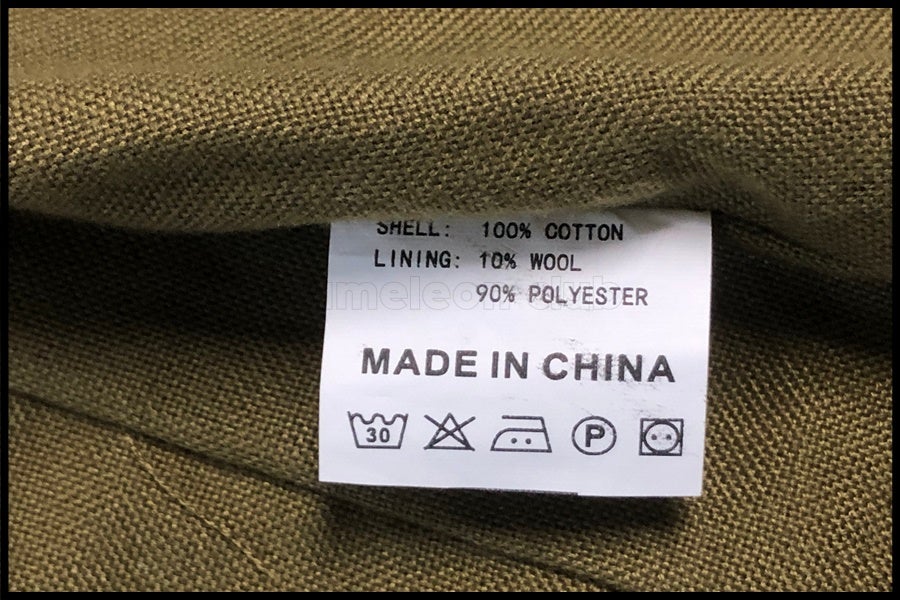 SHELL: 100% COTTON
LINING: 10% WOOL
90% POLYESTER
MADE IN CHINA
30
P